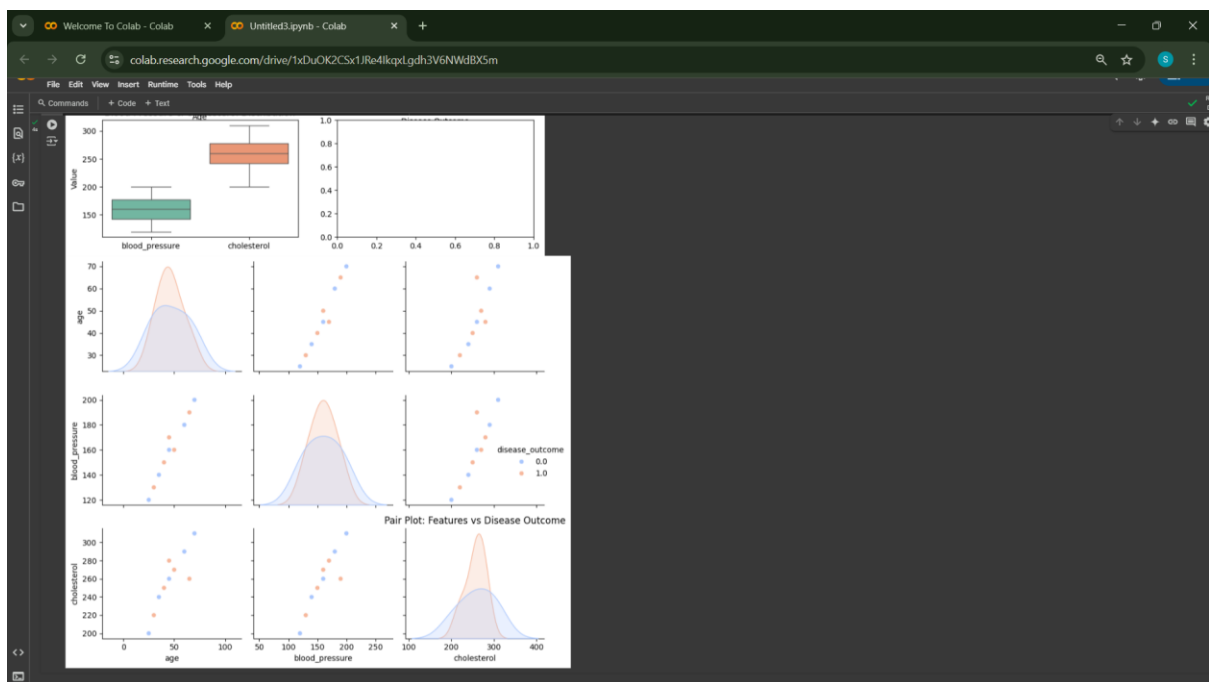 Welcome To Colab - Colab
Untitled3.ipynb - Colab
colab.research.google.com/drive/1xDuOK2CSx1JRe4IkqxLgdh3V6NWdBX5m
S
File Edit View Insert Runtime Tools Help
Commands + Code + Text
Age
Disease Outcome
300
250
200
150
Value
blood_pressure cholesterol
1.0
0.8
0.6
0.4
0.2
0.0
0.0 0.2 0.4 0.6 0.8 1.0
70
60
50
40
30
age
200
180
160
140
120
blood_pressure
disease_outcome
0.0
1.0
Pair Plot: Features vs Disease Outcome
300
280
260
240
220
200
cholesterol
0 50 100
age
50 100 150 200 250
blood_pressure
100 200 300 400
cholesterol